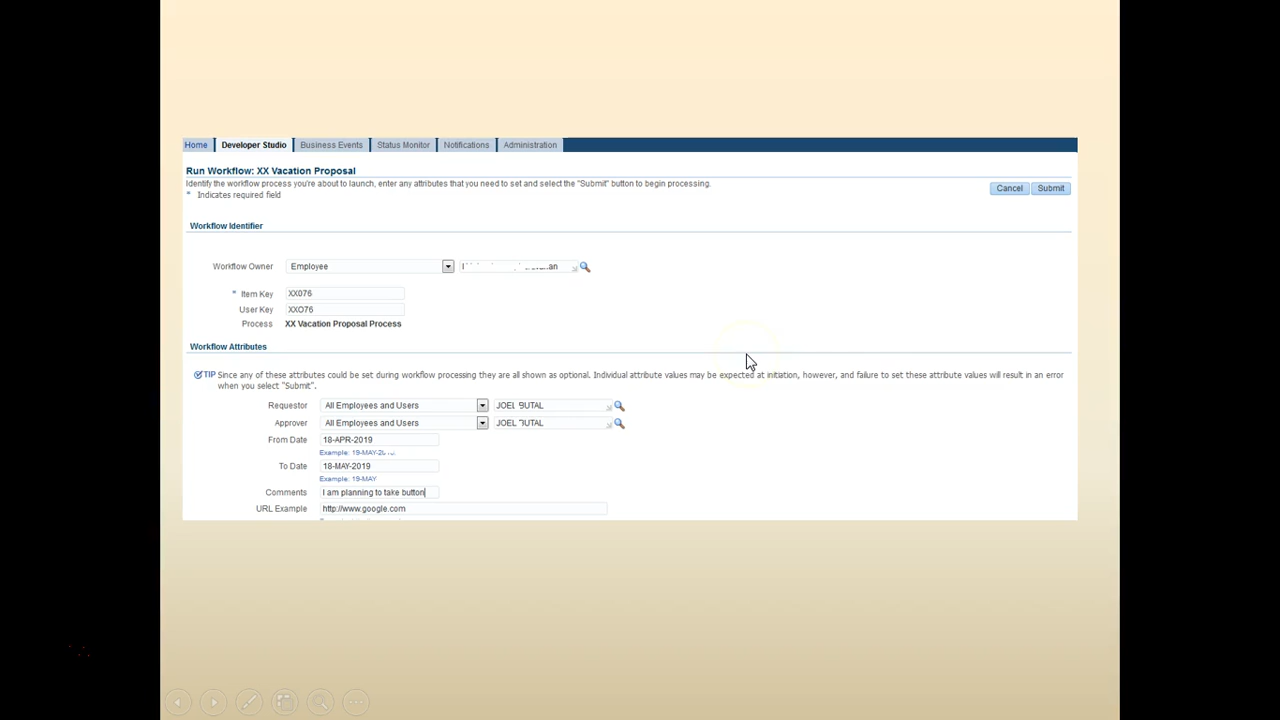 Home Developer Studio Business Events Status Monitor Notifications Administration
Run Workflow: XX Vacation Proposal
Identify the workflow process you're about to launch, enter any attributes that you need to set and select the "Submit" button to begin processing.
* Indicates required field
Cancel Submit
Workflow Identifier
Workflow Owner Employee
* Item Key XX076
User Key XXO76
Process XX Vacation Proposal Process
Workflow Attributes
TIP Since any of these attributes could be set during workflow processing they are all shown as optional. Individual attribute values may be expected at initiation, however, and failure to set these attribute values will result in an error
when you select "Submit".
Requestor All Employees and Users JOEL
Approver All Employees and Users JOEL
From Date 18-APR-2019
Example: 19-MAY
To Date 18-MAY-2019
Example: 19-MAY
Comments I am planning to take button
URL Example http://www.google.com